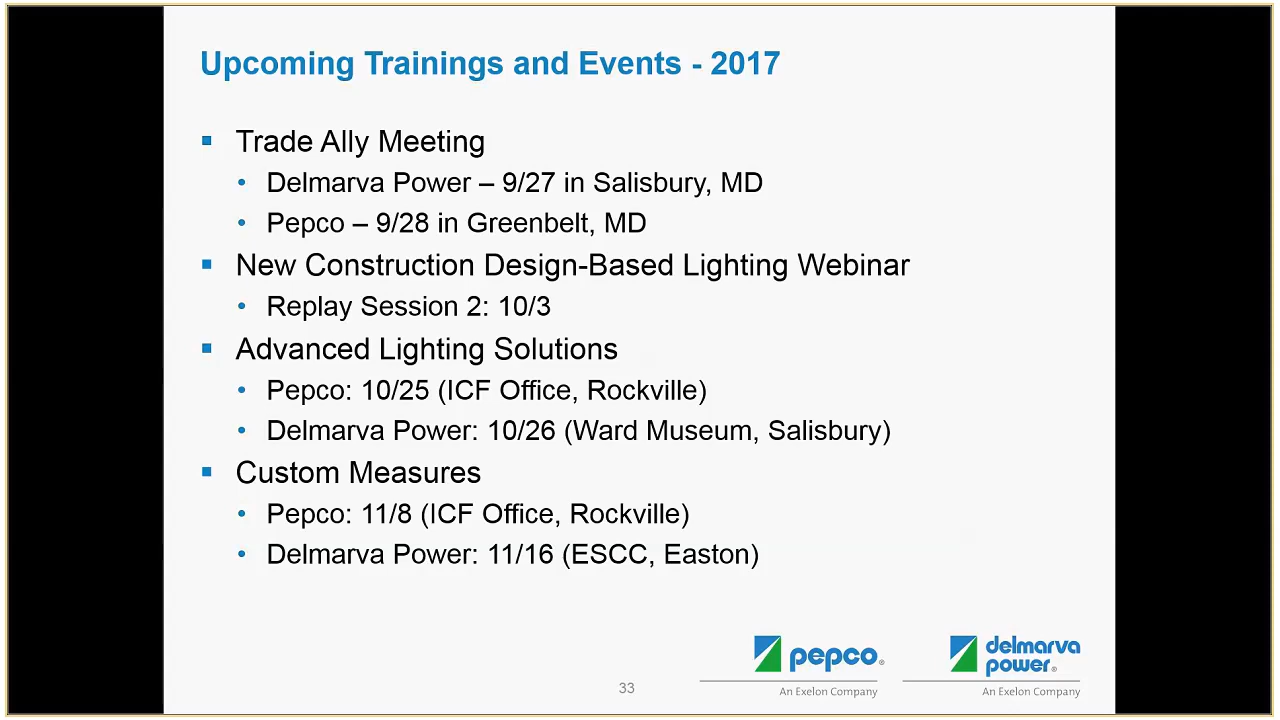 Upcoming Trainings and Events - 2017
▪ Trade Ally Meeting
• Delmarva Power – 9/27 in Salisbury, MD
• Pepco – 9/28 in Greenbelt, MD
▪ New Construction Design-Based Lighting Webinar
• Replay Session 2: 10/3
▪ Advanced Lighting Solutions
• Pepco: 10/25 (ICF Office, Rockville)
• Delmarva Power: 10/26 (Ward Museum, Salisbury)
▪ Custom Measures
• Pepco: 11/8 (ICF Office, Rockville)
• Delmarva Power: 11/16 (ESCC, Easton)
pepco®
An Exelon Company
delmarva
power®
An Exelon Company
33